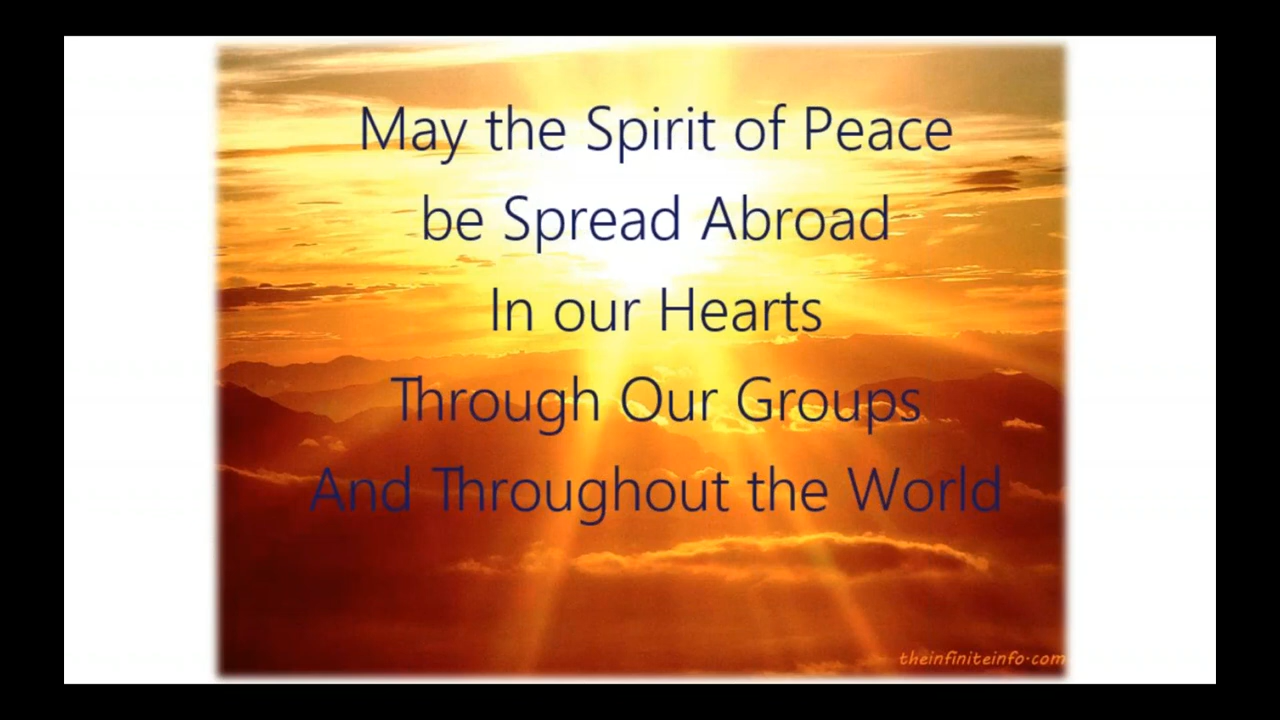 May the Spirit of Peace
be Spread Abroad
In our Hearts
Through Our Groups
And Throughout the World
theinfiniteinfo.com